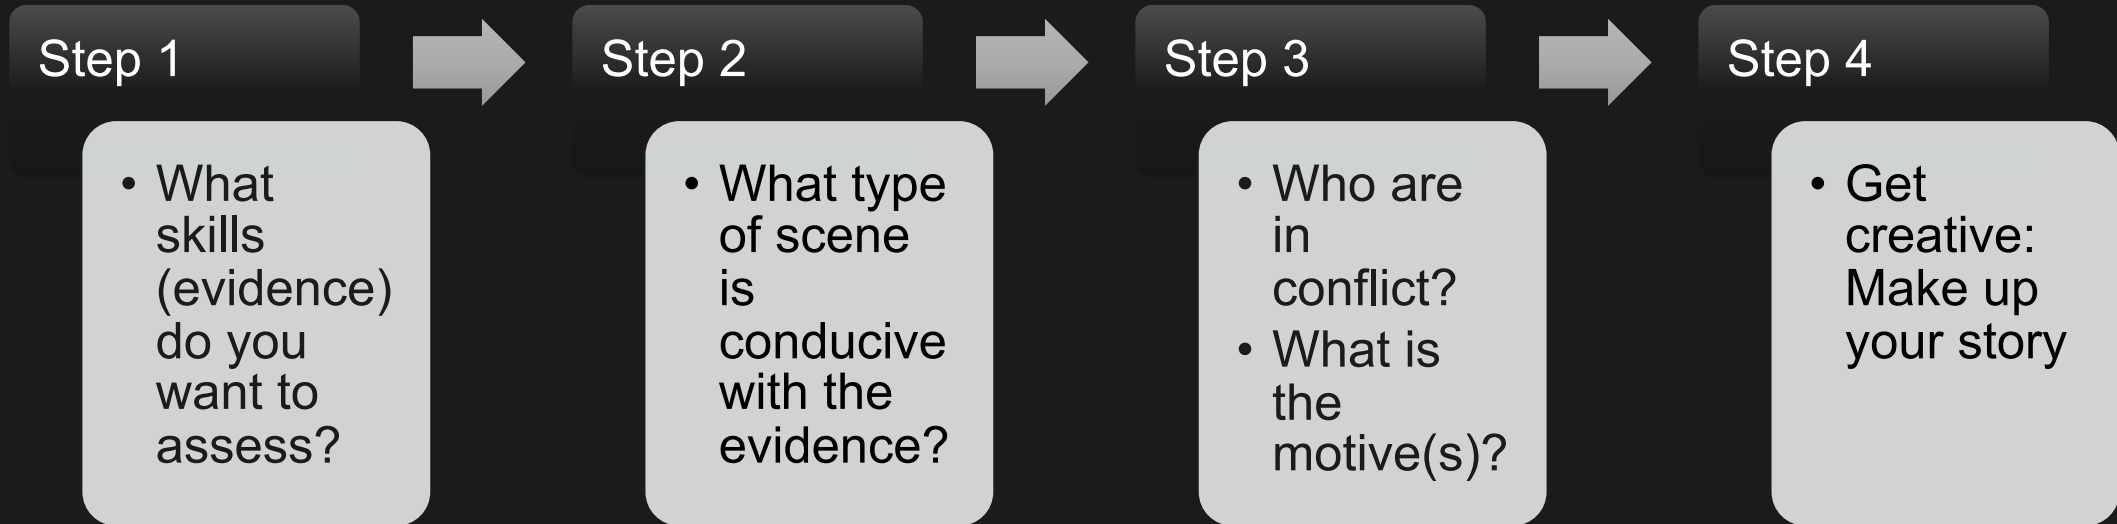 Step 1
• What
skills
(evidence)
do you
want to
assess?
Step 2
• What type
of scene
is
conducive
with the
evidence?
Step 3
• Who are
in
conflict?
• What is
the
motive(s)?
Step 4
• Get
creative:
Make up
your story